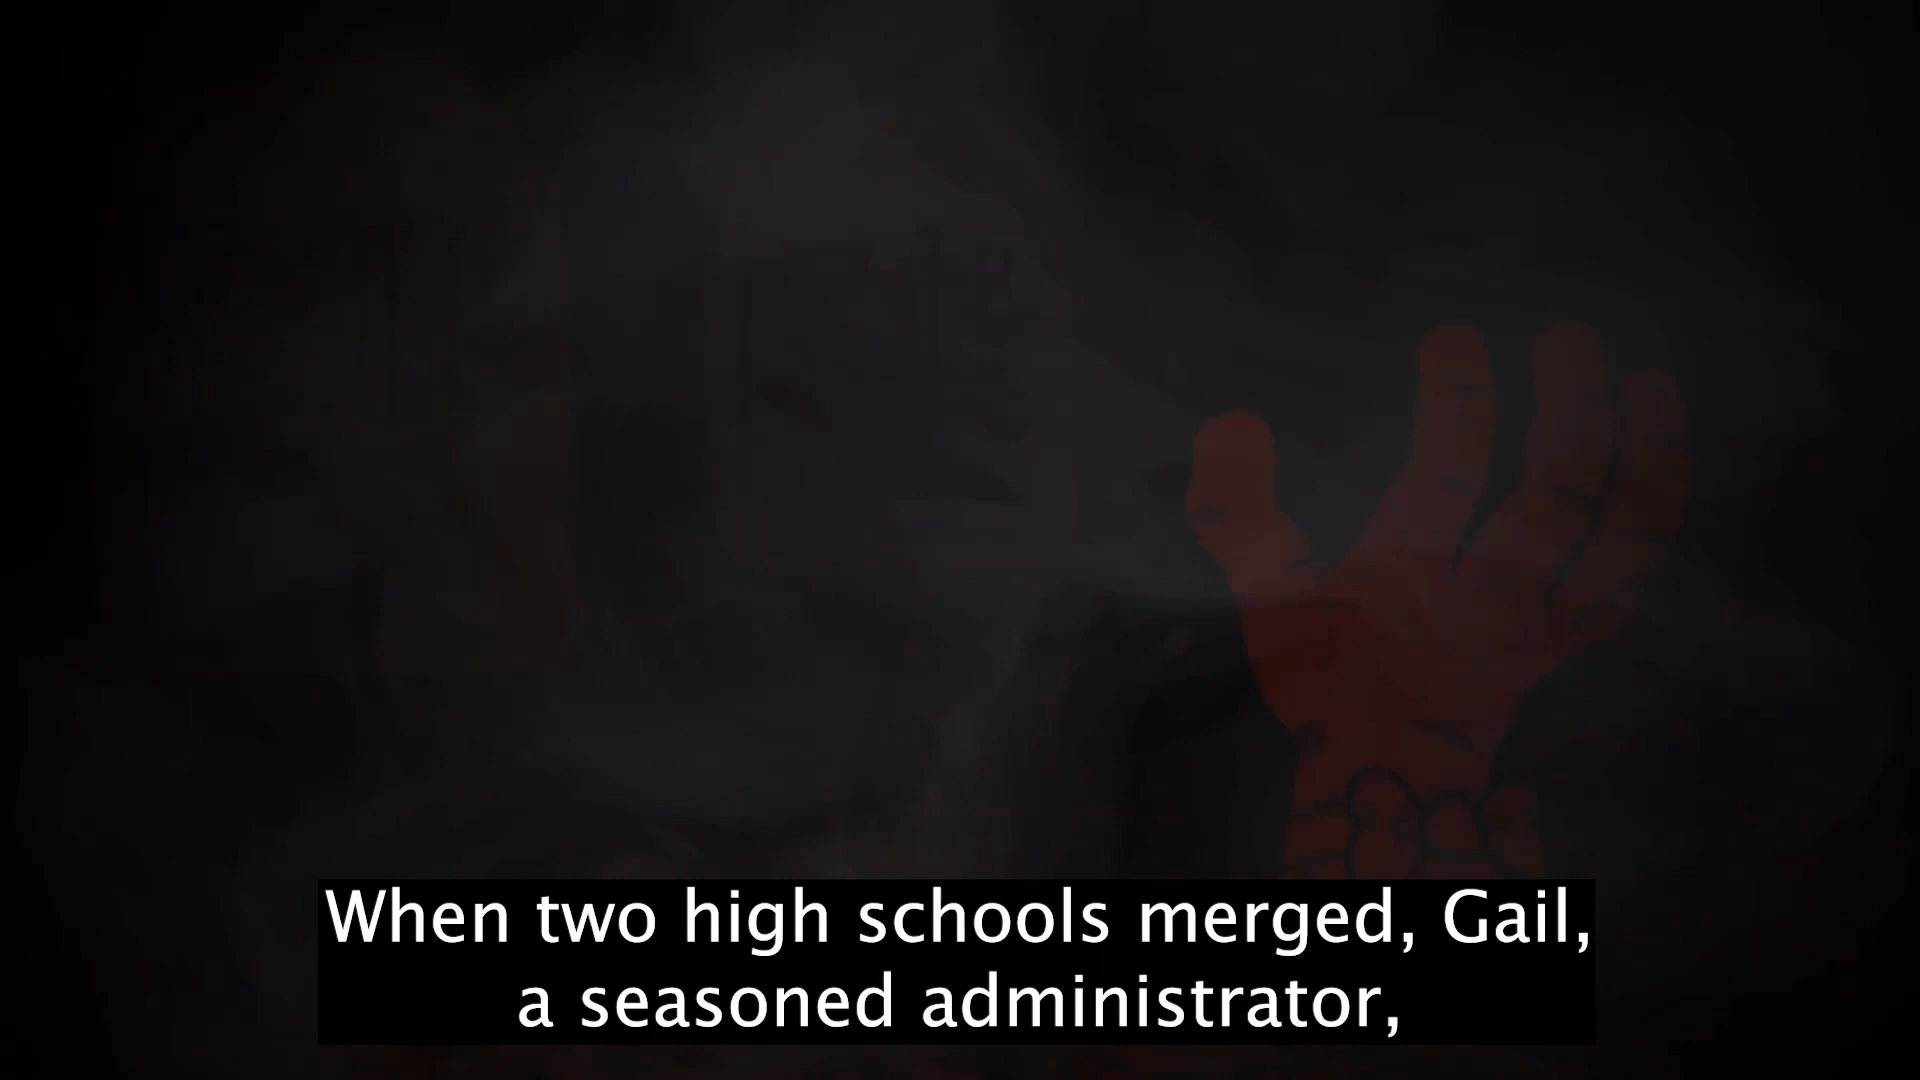 When two high schools merged, Gail,
a seasoned administrator,